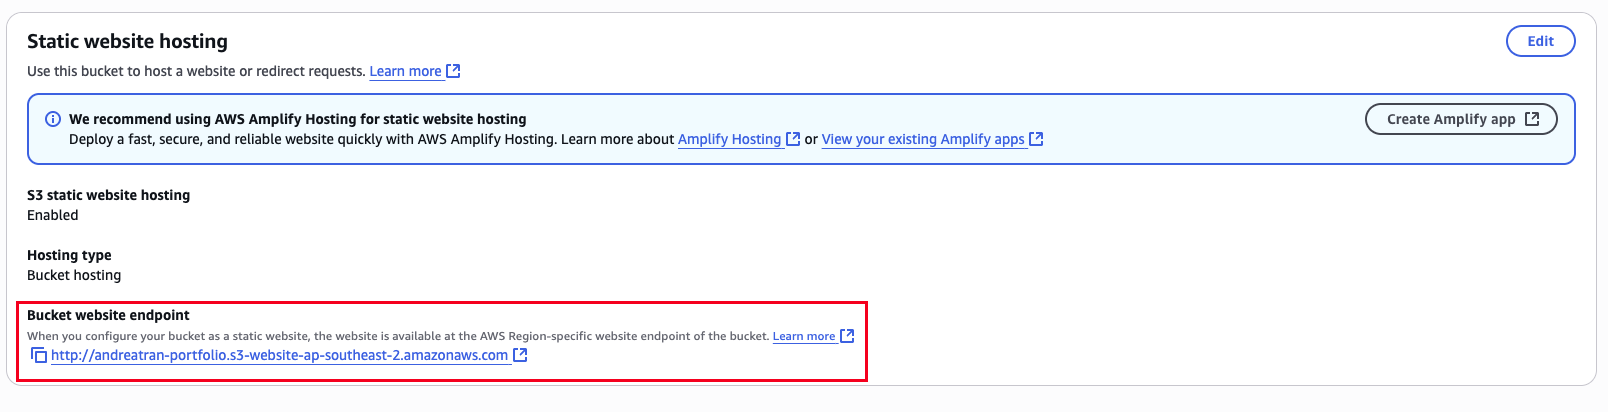 Static website hosting
Edit
Use this bucket to host a website or redirect requests. Learn more
We recommend using AWS Amplify Hosting for static website hosting
Create Amplify app
Deploy a fast, secure, and reliable website quickly with AWS Amplify Hosting. Learn more about Amplify Hosting or View your existing Amplify apps
S3 static website hosting
Enabled
Hosting type
Bucket hosting
Bucket website endpoint
When you configure your bucket as a static website, the website is available at the AWS Region-specific website endpoint of the bucket. Learn more
http://andreatran-portfolio.s3-website-ap-southeast-2.amazonaws.com